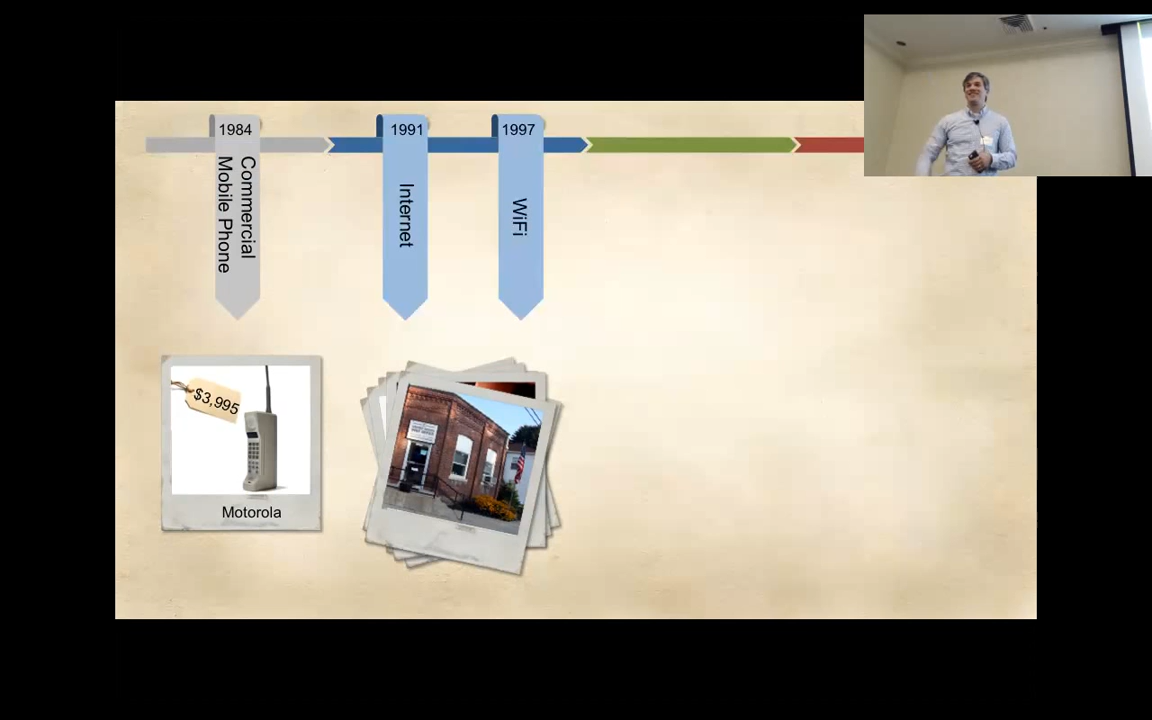 1984
1991
1997
Commercial
Mobile Phone
Internet
WiFi
$3,995
Motorola